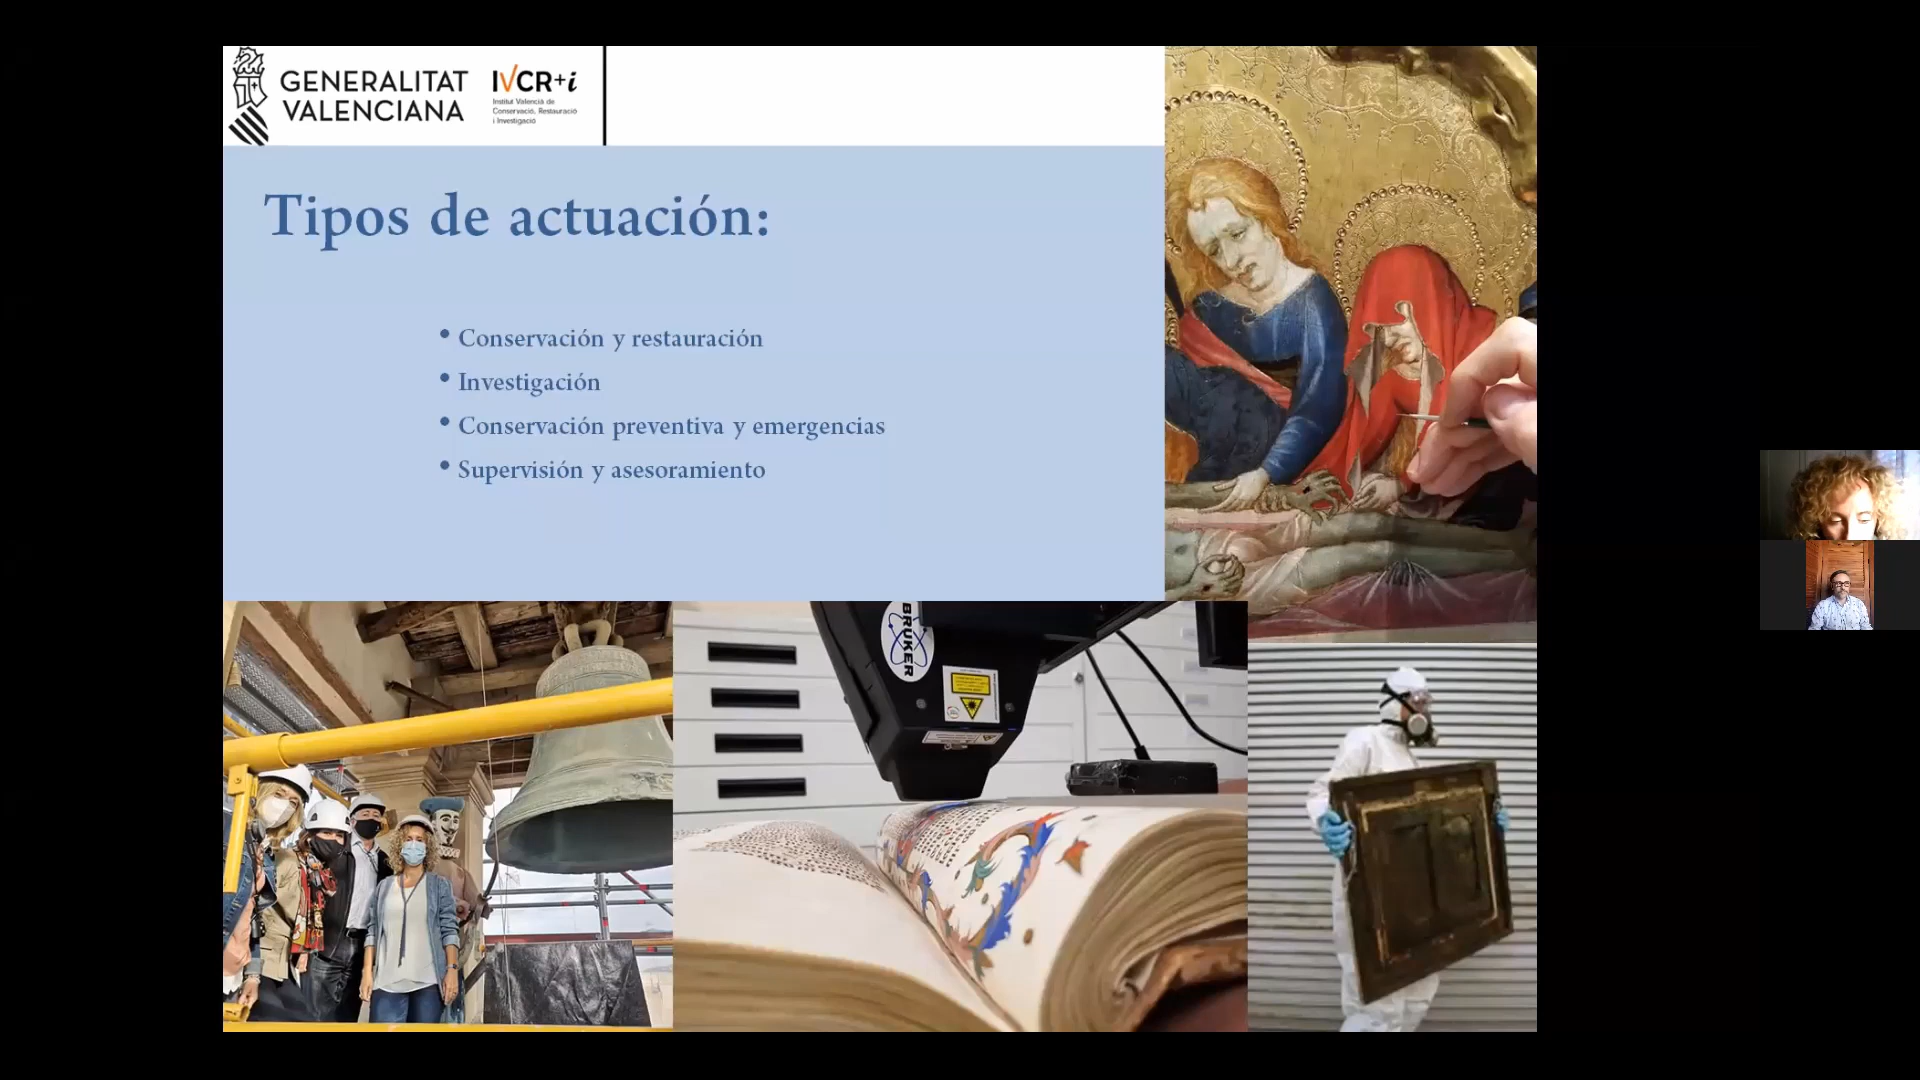 GENERALITAT
VALENCIANA
IVCR+i
Institut Valencià de
Conservació, Restauració
i Investigació
Tipos de actuación:
• Conservación y restauración
• Investigación
• Conservación preventiva y emergencias
• Supervisión y asesoramiento
BRUKER